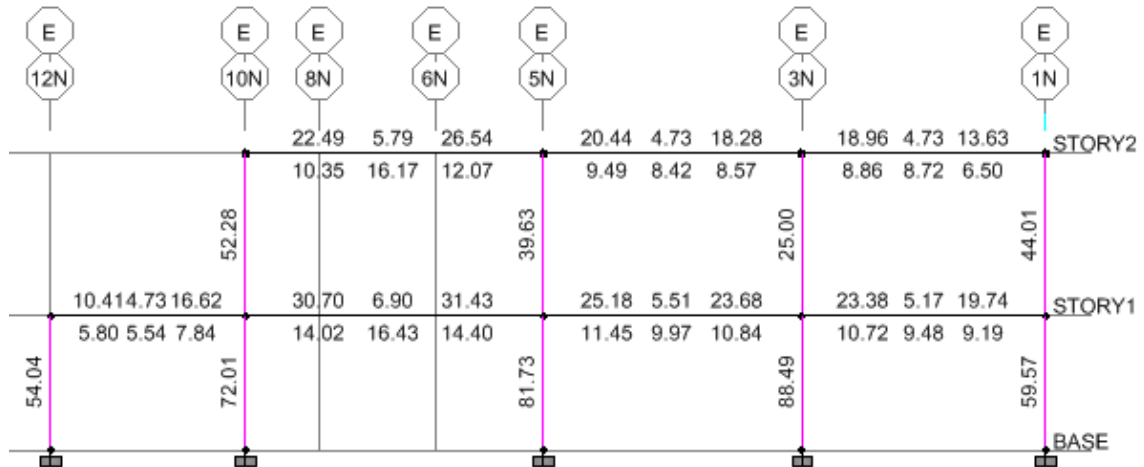 E E E E E E E
12N 10N 8N 6N 5N 3N 1N
22.49 5.79 26.54 20.44 4.73 18.28 18.96 4.73 13.63 STORY2
10.35 16.17 12.07 9.49 8.42 8.57 8.86 8.72 6.50
52.28 39.63 25.00 44.01
10.41 4.73 16.62 30.70 6.90 31.43 25.18 5.51 23.68 23.38 5.17 19.74 STORY1
5.80 5.54 7.84 14.02 16.43 14.40 11.45 9.97 10.84 10.72 9.48 9.19
54.04 72.01 81.73 88.49 59.57
BASE